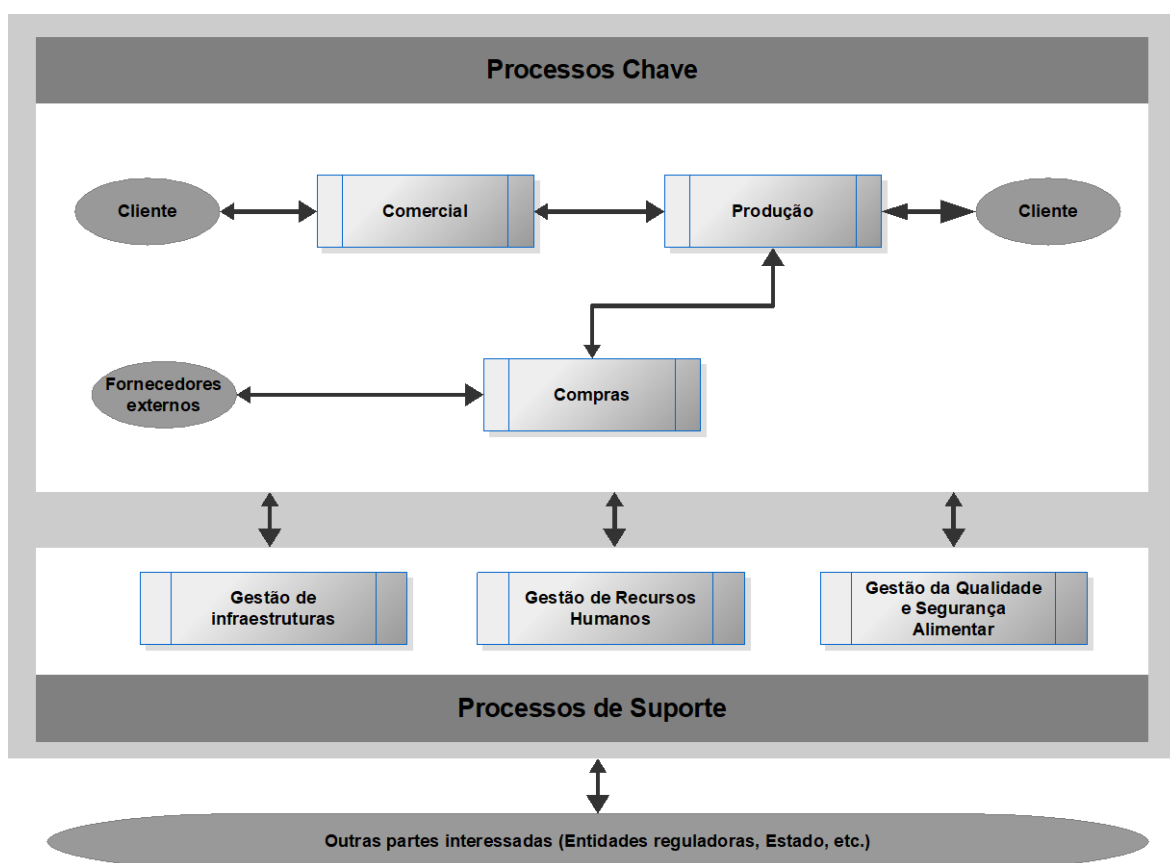 Processos Chave
Cliente
Comercial
Produção
Cliente
Fornecedores
externos
Compras
Gestão de
infraestruturas
Gestão de Recursos
Humanos
Gestão da Qualidade
e Segurança
Alimentar
Processos de Suporte
Outras partes interessadas (Entidades reguladoras, Estado, etc.)